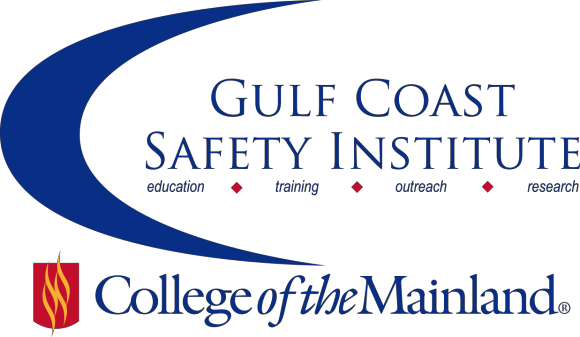 GULF COAST
SAFETY INSTITUTE
education ◆ training ◆ outreach ◆ research
College of the Mainland®